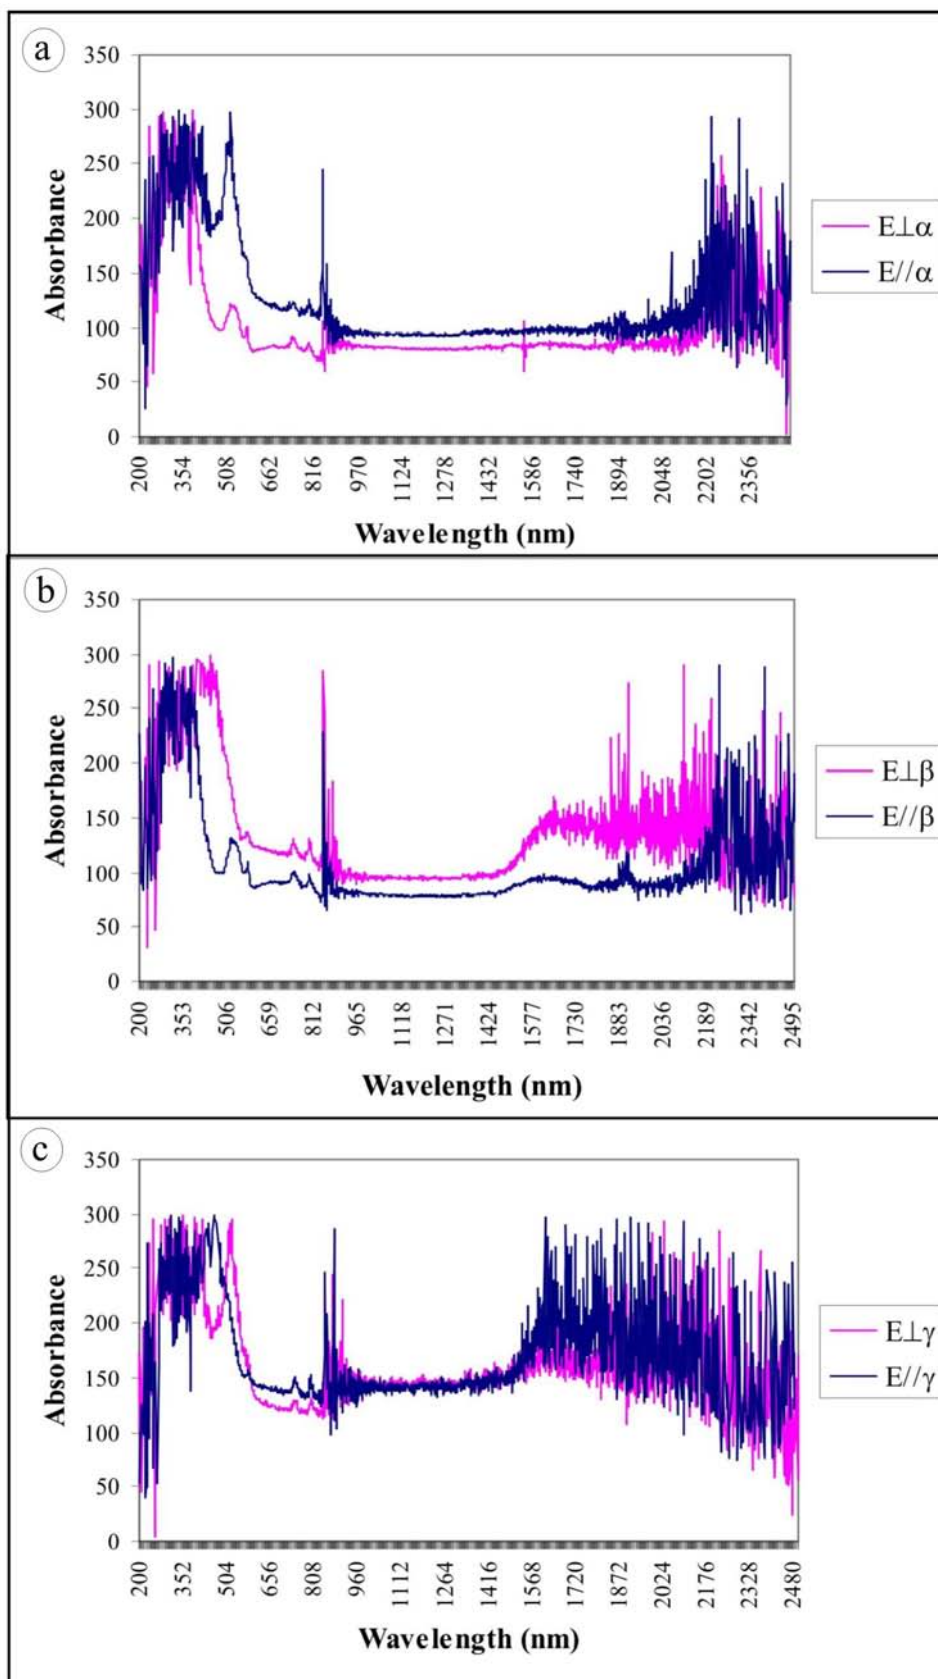 a
350
300
250
200
150
100
50
0
Absorbance
200 354 508 662 816 970 1124 1278 1432 1586 1740 1894 2048 2202 2356
Wavelength (nm)
E⊥α
E//α
b
350
300
250
200
150
100
50
0
Absorbance
200 353 506 659 812 965 1118 1271 1424 1577 1730 1883 2036 2189 2342 2495
Wavelength (nm)
E⊥β
E//β
c
350
300
250
200
150
100
50
0
Absorbance
200 352 504 656 808 960 1112 1264 1416 1568 1720 1872 2024 2176 2328 2480
Wavelength (nm)
E⊥γ
E//γ